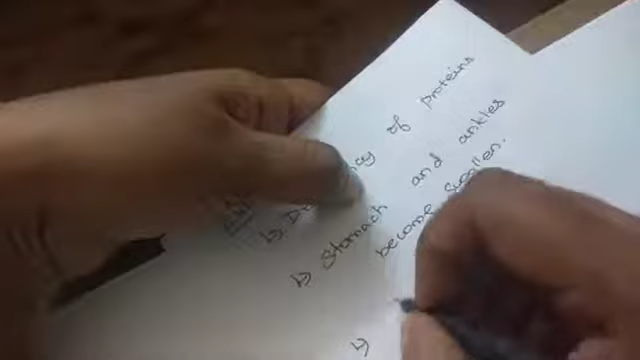 of proteins
↳ Stomach and ankles
become swollen.
↳